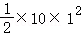 1/2 × 10 × 1²